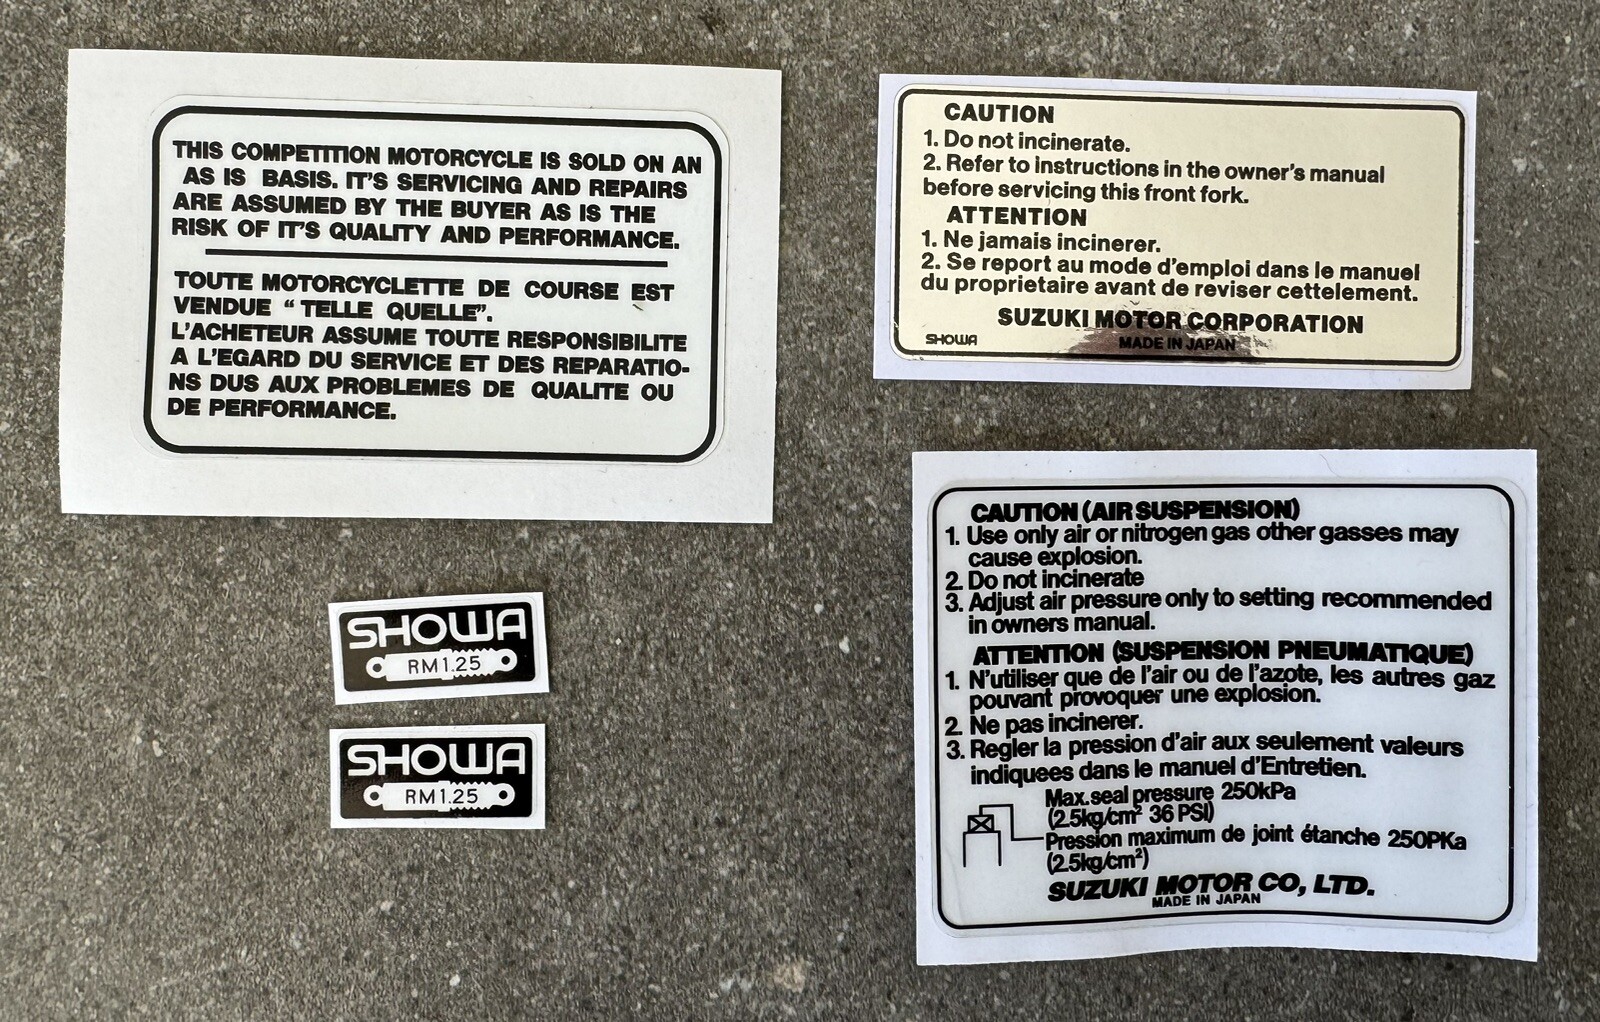 THIS COMPETITION MOTORCYCLE IS SOLD ON AN
AS IS BASIS. IT'S SERVICING AND REPAIRS
ARE ASSUMED BY THE BUYER AS IS THE
RISK OF IT'S QUALITY AND PERFORMANCE.
TOUTE MOTORCYCLETTE DE COURSE EST
VENDUE " TELLE QUELLE".
L'ACHETEUR ASSUME TOUTE RESPONSIBILITE
A L'EGARD DU SERVICE ET DES REPARATIO-
NS DUS AUX PROBLEMES DE QUALITE OU
DE PERFORMANCE.
CAUTION
1. Do not incinerate.
2. Refer to instructions in the owner's manual
before servicing this front fork.
ATTENTION
1. Ne jamais incinerer.
2. Se report au mode d'emploi dans le manuel
du proprietaire avant de reviser cettelement.
SUZUKI MOTOR CORPORATION
SHOWA MADE IN JAPAN
SHOWA
RM1.25
SHOWA
RM1.25
CAUTION (AIR SUSPENSION)
1. Use only air or nitrogen gas other gasses may
cause explosion.
2. Do not incinerate
3. Adjust air pressure only to setting recommended
in owners manual.
ATTENTION (SUSPENSION PNEUMATIQUE)
1. N'utiliser que de l'air ou de l'azote, les autres gaz
pouvant provoquer une explosion.
2. Ne pas incinerer.
3. Regler la pression d'air aux seulement valeurs
indiquees dans le manuel d'Entretien.
Max. seal pressure 250kPa
(2.5kg/cm² 36 PSI)
Pression maximum de joint étanche 250PKa
(2.5kg/cm²)
SUZUKI MOTOR CO, LTD.
MADE IN JAPAN